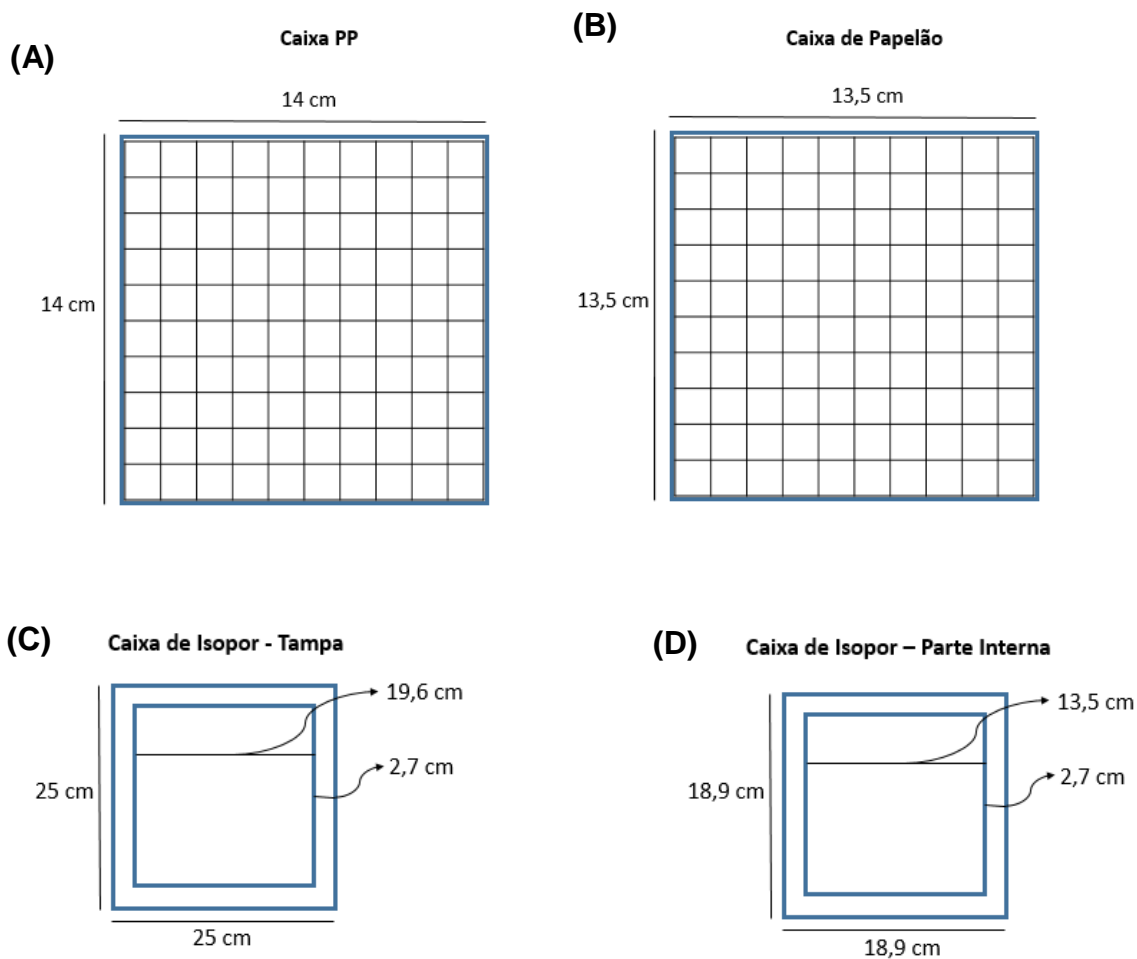 (A)
Caixa PP
14 cm
14 cm
(B)
Caixa de Papelão
13,5 cm
13,5 cm
(C)
Caixa de Isopor - Tampa
19,6 cm
2,7 cm
25 cm
25 cm
(D)
Caixa de Isopor – Parte Interna
13,5 cm
2,7 cm
18,9 cm
18,9 cm